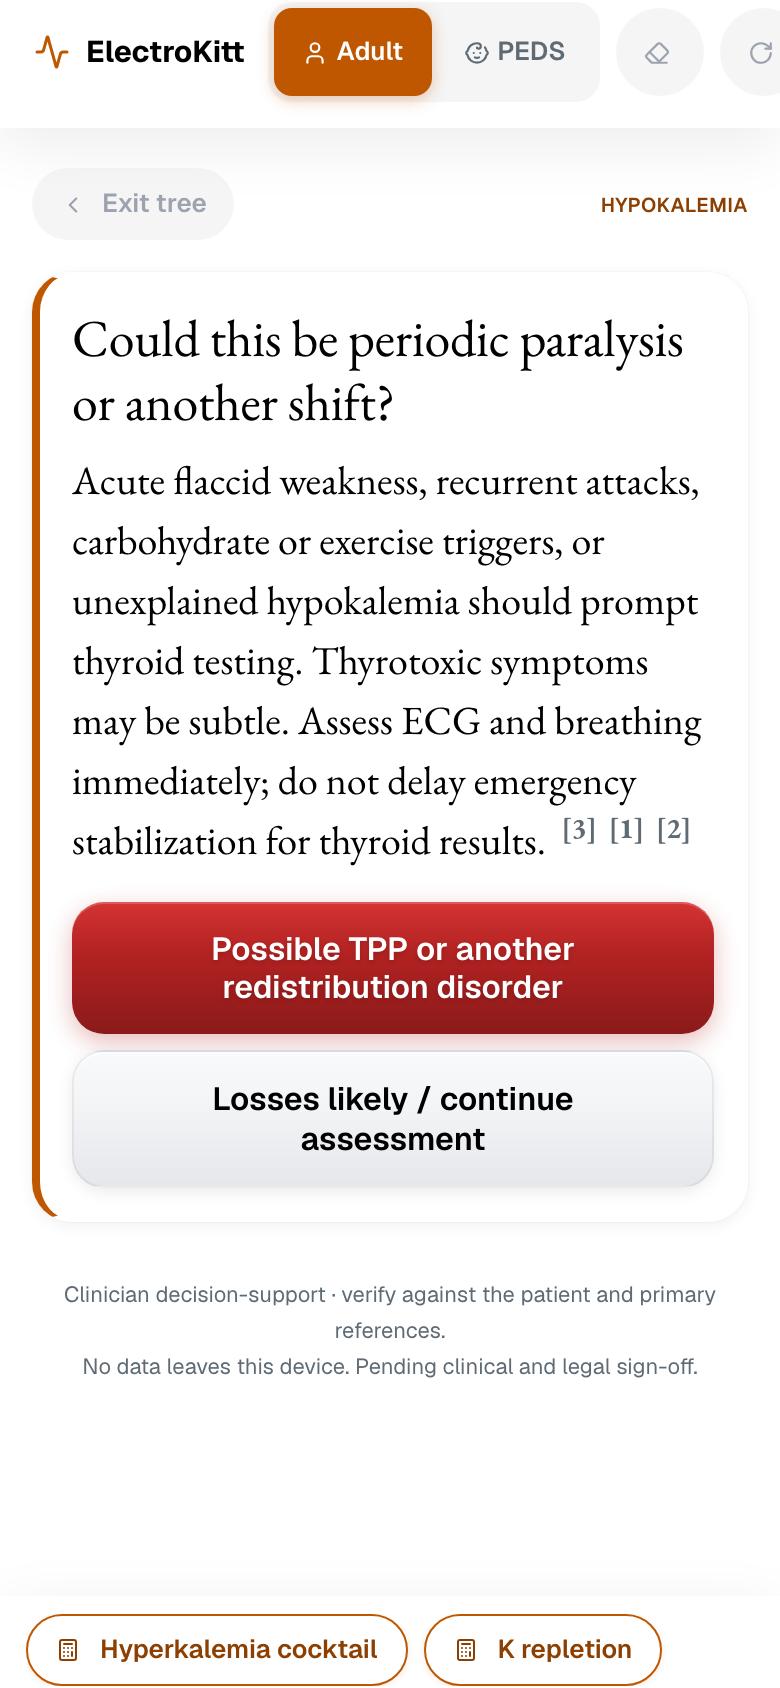 ElectroKitt
Adult
PEDS
Exit tree
HYPOKALEMIA
Could this be periodic paralysis
or another shift?
Acute flaccid weakness, recurrent attacks,
carbohydrate or exercise triggers, or
unexplained hypokalemia should prompt
thyroid testing. Thyrotoxic symptoms
may be subtle. Assess ECG and breathing
immediately; do not delay emergency
stabilization for thyroid results. [3] [1] [2]
Possible TPP or another
redistribution disorder
Losses likely / continue
assessment
Clinician decision-support · verify against the patient and primary
references.
No data leaves this device. Pending clinical and legal sign-off.
Hyperkalemia cocktail
K repletion